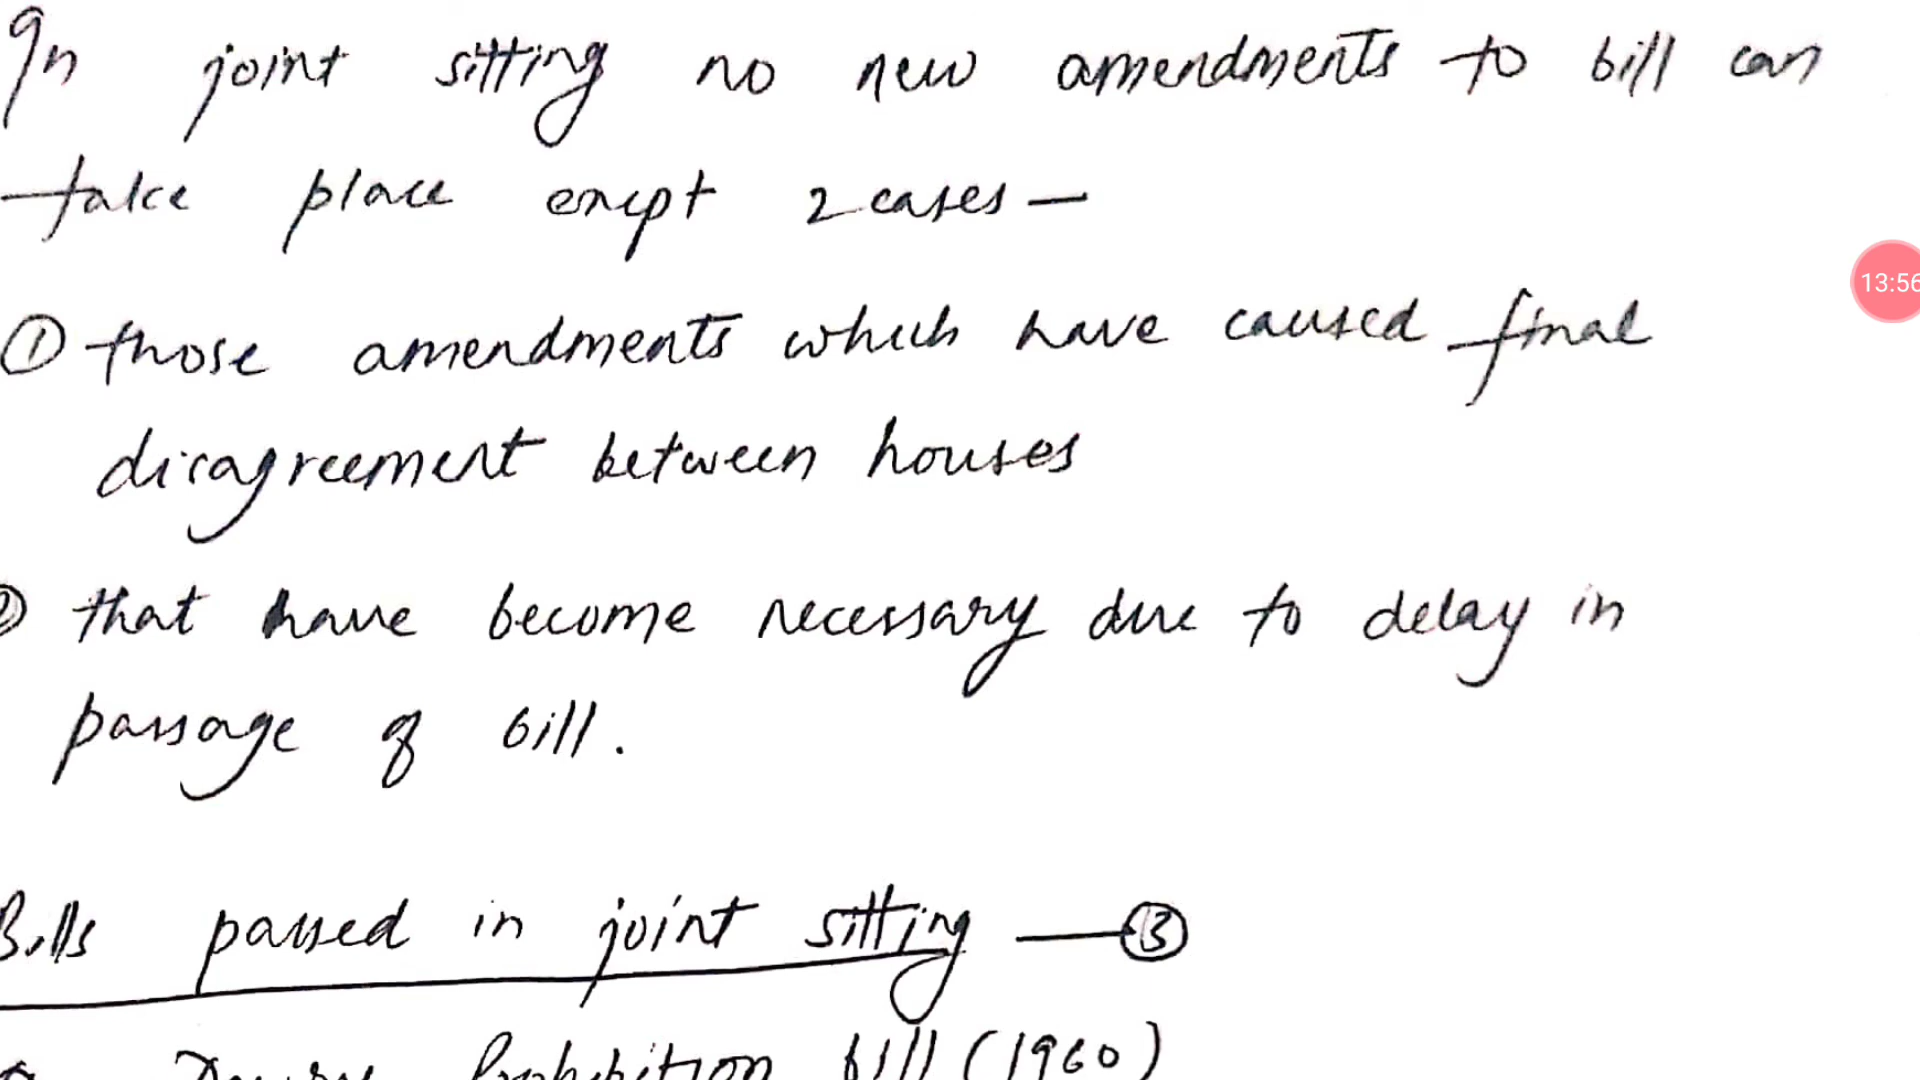 In joint sitting no new amendments to bill can
take place except 2 cases —
13:56
① those amendments which have caused final
disagreement between houses
② that have become necessary due to delay in
passage of bill.
Bills passed in joint sitting — ③
Dowry Prohibition bill (1960)